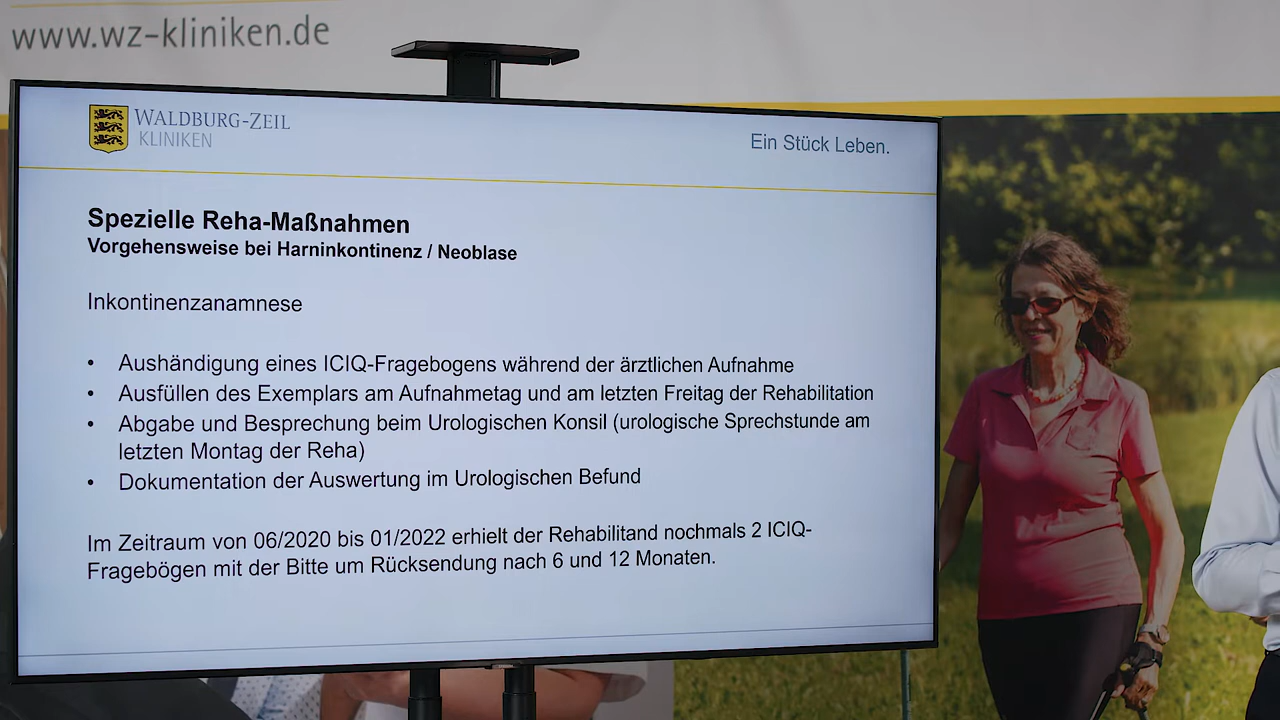 www.wz-kliniken.de
WALDBURG-ZEIL
KLINIKEN
Ein Stück Leben.
Spezielle Reha-Maßnahmen
Vorgehensweise bei Harninkontinenz / Neoblase
Inkontinenzanamnese
• Aushändigung eines ICIQ-Fragebogens während der ärztlichen Aufnahme
• Ausfüllen des Exemplars am Aufnahmetag und am letzten Freitag der Rehabilitation
• Abgabe und Besprechung beim Urologischen Konsil (urologische Sprechstunde am
letzten Montag der Reha)
• Dokumentation der Auswertung im Urologischen Befund
Im Zeitraum von 06/2020 bis 01/2022 erhielt der Rehabilitand nochmals 2 ICIQ-
Fragebögen mit der Bitte um Rücksendung nach 6 und 12 Monaten.